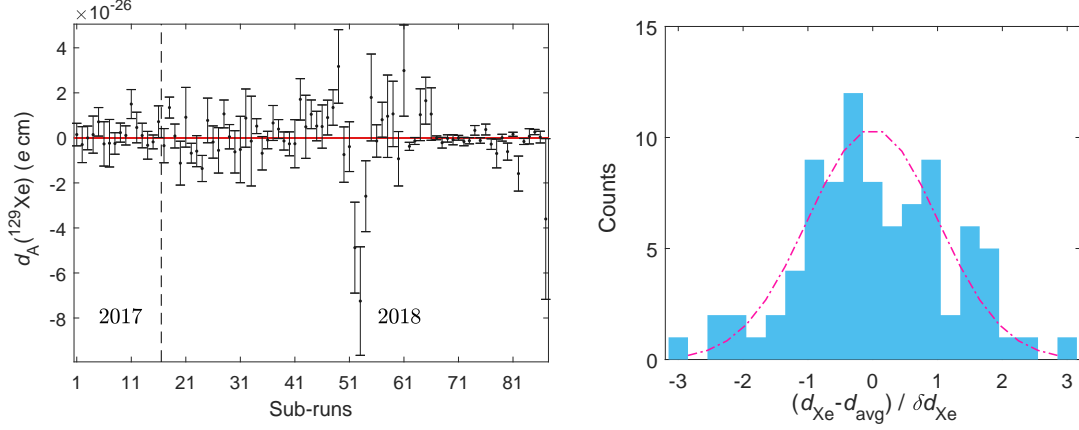 ×10⁻²⁶
4
2
0
-2
-4
-6
-8
d_A(¹²⁹Xe) (e cm)
2017
2018
1 11 21 31 41 51 61 71 81
Sub-runs
15
10
5
0
Counts
-3 -2 -1 0 1 2 3
(d_Xe-d_avg) / δd_Xe